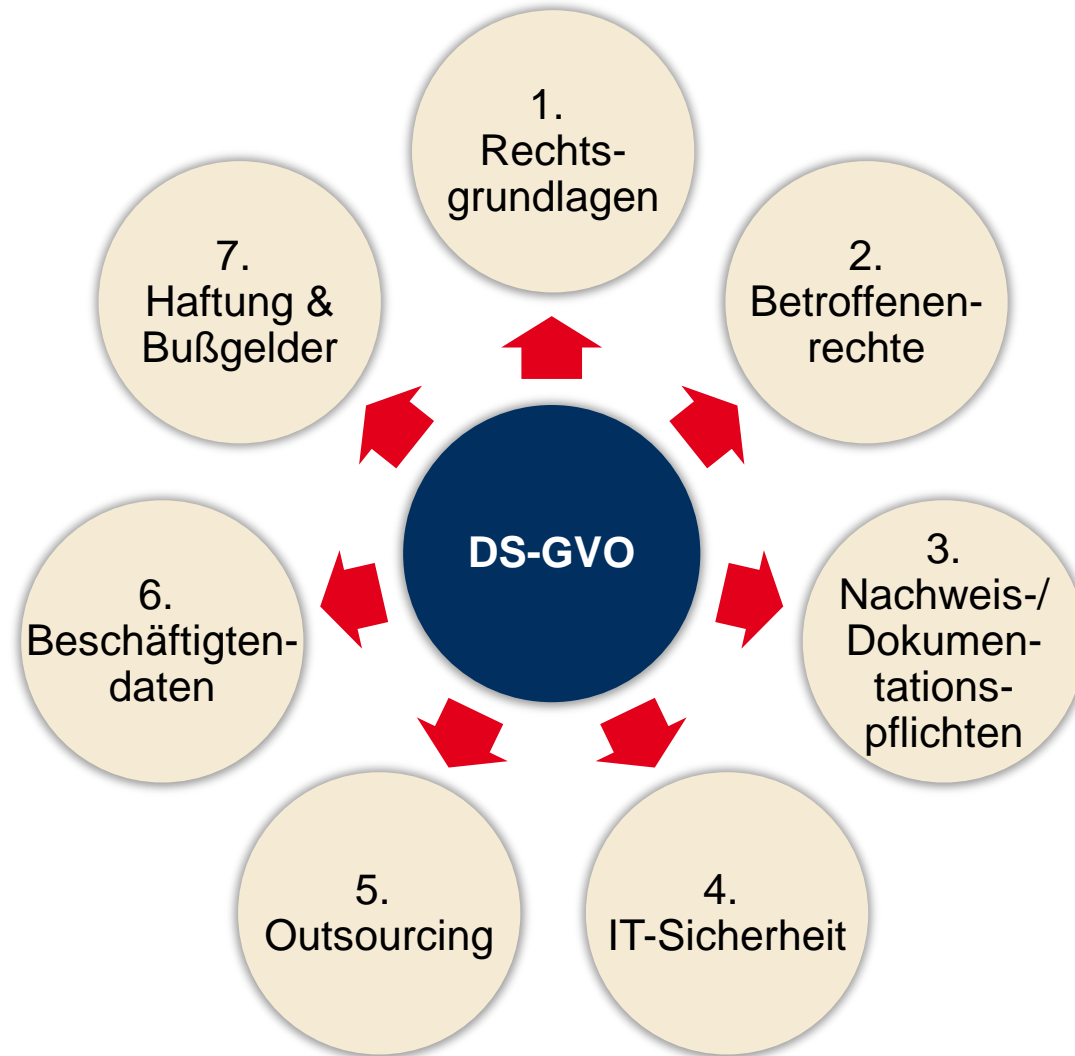 1.
Rechts-
grundlagen
2.
Betroffenen-
rechte
3.
Nachweis-/
Dokumen-
tations-
pflichten
4.
IT-Sicherheit
5.
Outsourcing
6.
Beschäftigten-
daten
7.
Haftung &
Bußgelder
DS-GVO